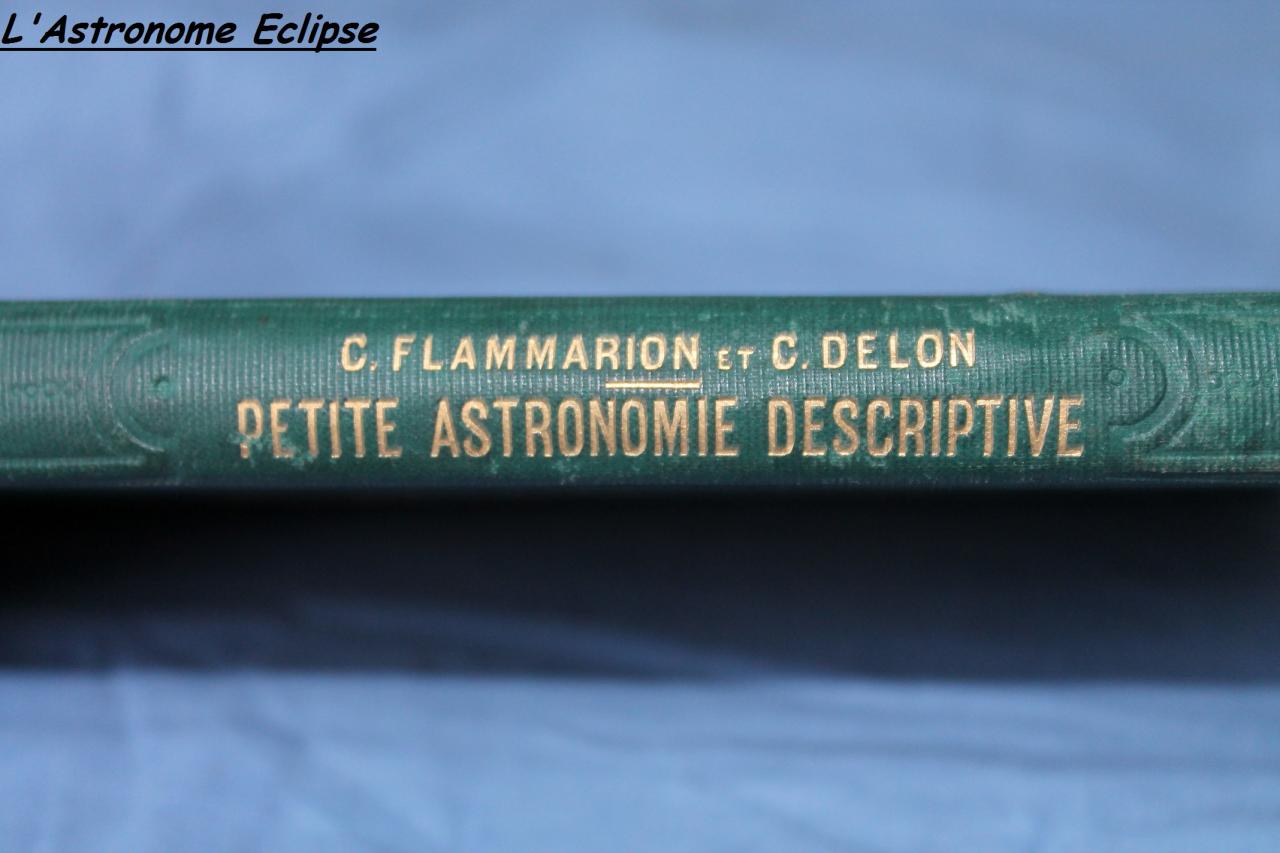 L'Astronome Eclipse
C. FLAMMARION ET C. DELON
PETITE ASTRONOMIE DESCRIPTIVE